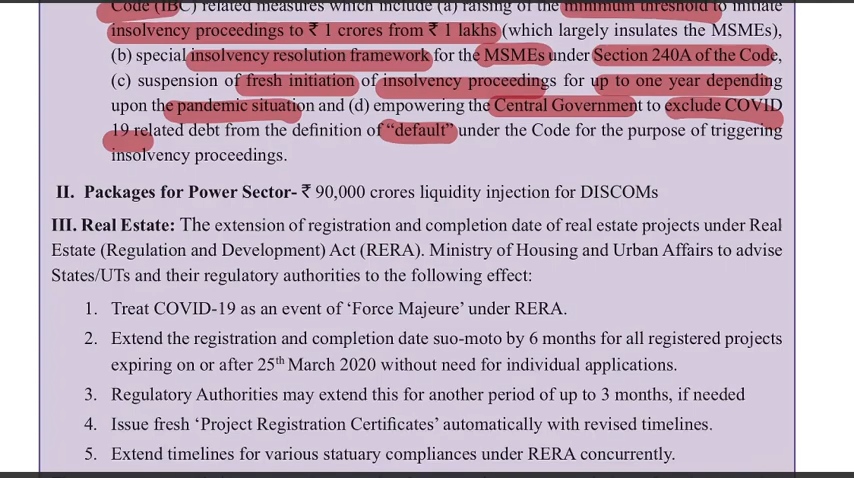 Code (IBC) related measures which include (a) raising of the minimum threshold to initiate
insolvency proceedings to ₹ 1 crores from ₹ 1 lakhs (which largely insulates the MSMEs),
(b) special insolvency resolution framework for the MSMEs under Section 240A of the Code,
(c) suspension of fresh initiation of insolvency proceedings for up to one year depending
upon the pandemic situation and (d) empowering the Central Government to exclude COVID
19 related debt from the definition of “default” under the Code for the purpose of triggering
insolvency proceedings.
II. Packages for Power Sector- ₹ 90,000 crores liquidity injection for DISCOMs
III. Real Estate: The extension of registration and completion date of real estate projects under Real
Estate (Regulation and Development) Act (RERA). Ministry of Housing and Urban Affairs to advise
States/UTs and their regulatory authorities to the following effect:
1. Treat COVID-19 as an event of ‘Force Majeure’ under RERA.
2. Extend the registration and completion date suo-moto by 6 months for all registered projects
expiring on or after 25th March 2020 without need for individual applications.
3. Regulatory Authorities may extend this for another period of up to 3 months, if needed
4. Issue fresh ‘Project Registration Certificates’ automatically with revised timelines.
5. Extend timelines for various statuary compliances under RERA concurrently.